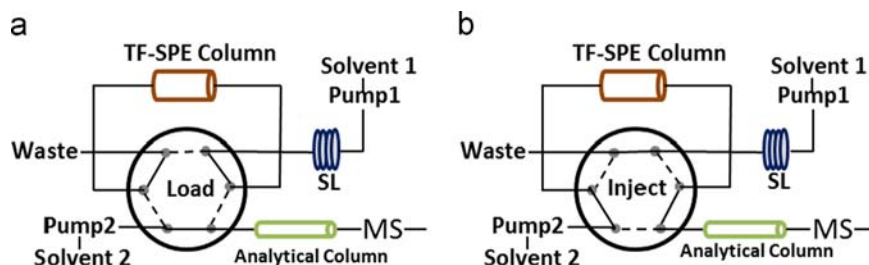 a
TF-SPE Column
Solvent 1
Pump1
Waste
Load
SL
Pump2
Solvent 2
MS
Analytical Column
b
TF-SPE Column
Solvent 1
Pump1
Waste
Inject
SL
Pump2
Solvent 2
MS
Analytical Column